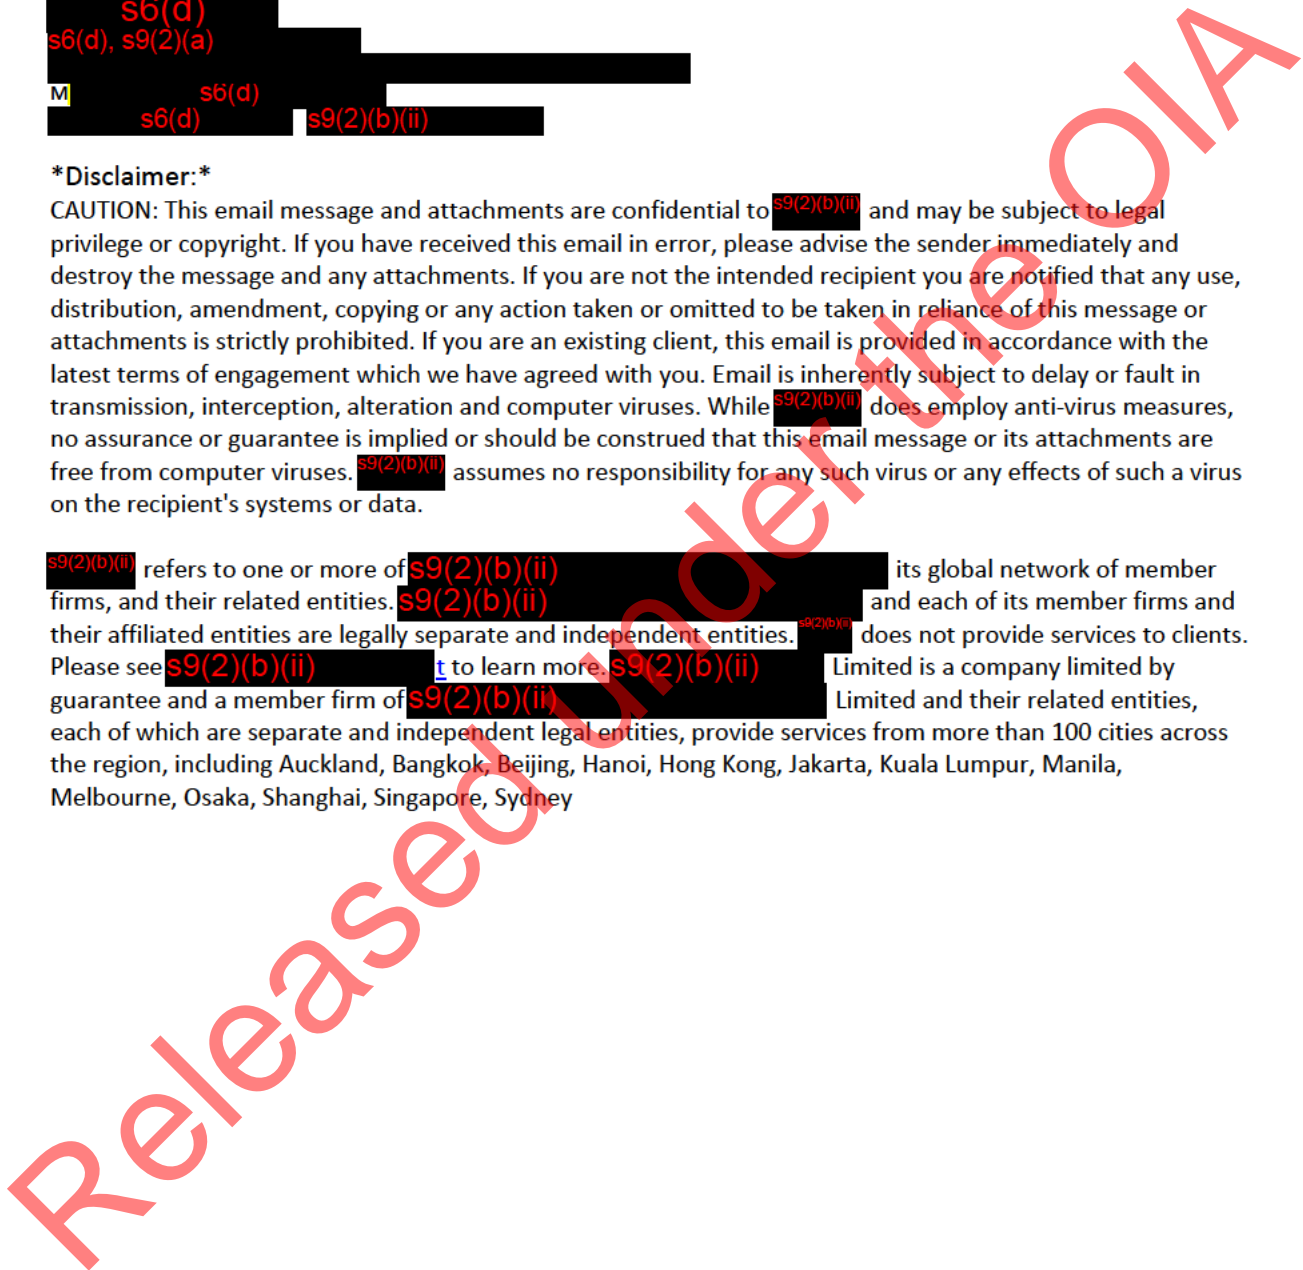 s6(d)
s6(d), s9(2)(a)
M s6(d)
s6(d) s9(2)(b)(ii)
*Disclaimer:*
CAUTION: This email message and attachments are confidential to s9(2)(b)(ii) and may be subject to legal
privilege or copyright. If you have received this email in error, please advise the sender immediately and
destroy the message and any attachments. If you are not the intended recipient you are notified that any use,
distribution, amendment, copying or any action taken or omitted to be taken in reliance of this message or
attachments is strictly prohibited. If you are an existing client, this email is provided in accordance with the
latest terms of engagement which we have agreed with you. Email is inherently subject to delay or fault in
transmission, interception, alteration and computer viruses. While s9(2)(b)(ii) does employ anti-virus measures,
no assurance or guarantee is implied or should be construed that this email message or its attachments are
free from computer viruses. s9(2)(b)(ii) assumes no responsibility for any such virus or any effects of such a virus
on the recipient's systems or data.
s9(2)(b)(ii) refers to one or more of s9(2)(b)(ii) its global network of member
firms, and their related entities. s9(2)(b)(ii) and each of its member firms and
their affiliated entities are legally separate and independent entities. s9(2)(b)(ii) does not provide services to clients.
Please see s9(2)(b)(ii) t to learn more. s9(2)(b)(ii) Limited is a company limited by
guarantee and a member firm of s9(2)(b)(ii) Limited and their related entities,
each of which are separate and independent legal entities, provide services from more than 100 cities across
the region, including Auckland, Bangkok, Beijing, Hanoi, Hong Kong, Jakarta, Kuala Lumpur, Manila,
Melbourne, Osaka, Shanghai, Singapore, Sydney
Released under the OIA